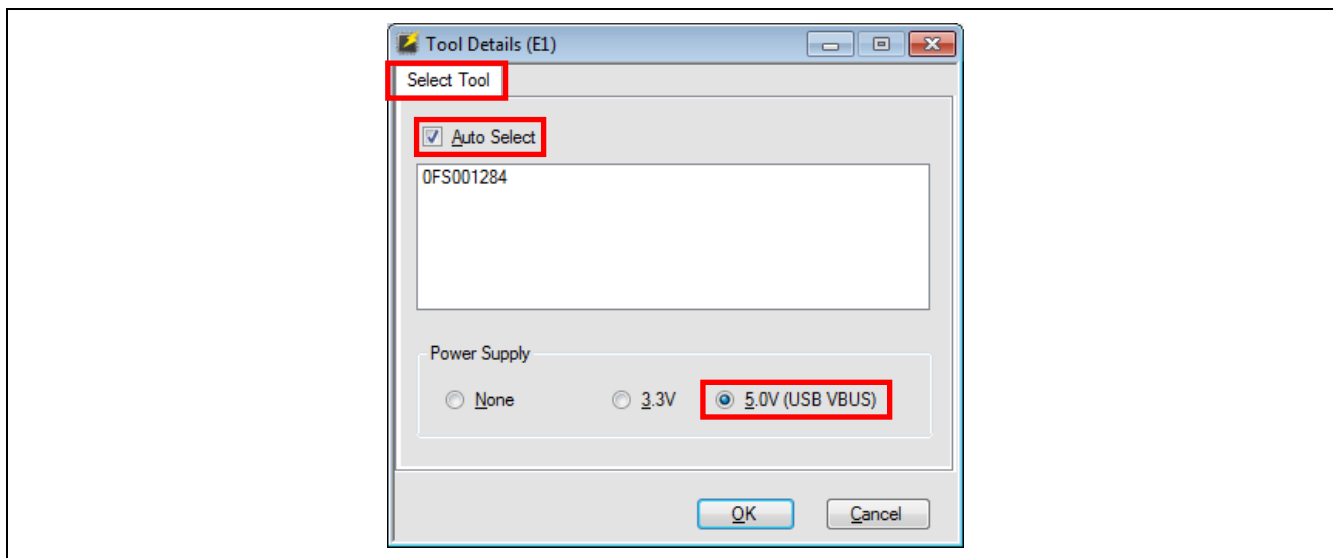 Tool Details (E1)
Select Tool
Auto Select
0FS001284
Power Supply
None 3.3V 5.0V (USB VBUS)
OK Cancel